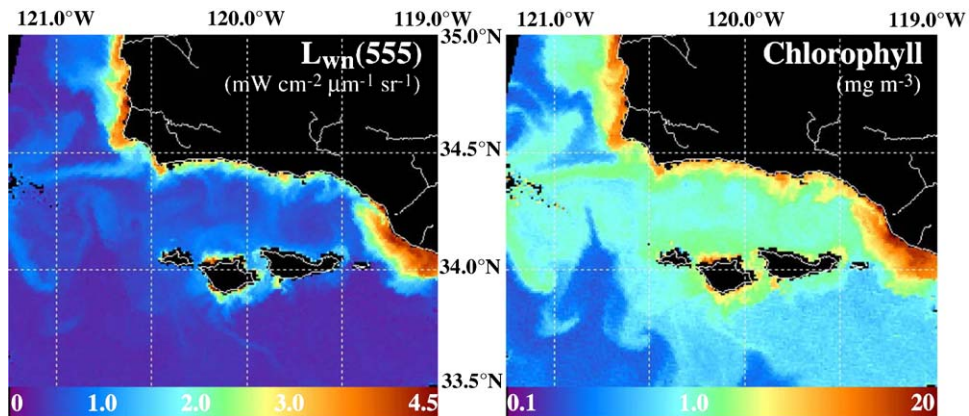 121.0°W 120.0°W 119.0°W 121.0°W 120.0°W 119.0°W
35.0°N
Lwn(555)
(mW cm-2 µm-1 sr-1)
Chlorophyll
(mg m-3)
34.5°N
34.0°N
33.5°N
0 1.0 2.0 3.0 4.5
0.1 1.0 20